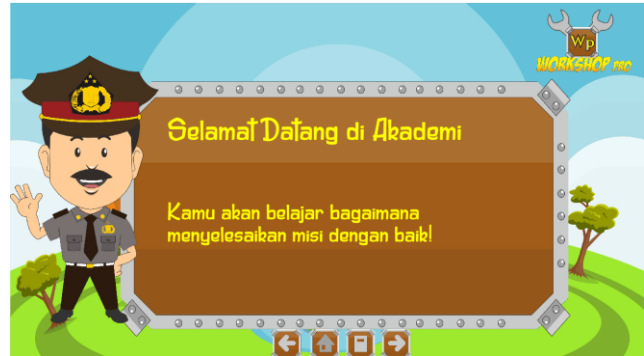 Wp
WORKSHOP PRO
Selamat Datang di Akademi
Kamu akan belajar bagaimana
menyelesaikan misi dengan baik!